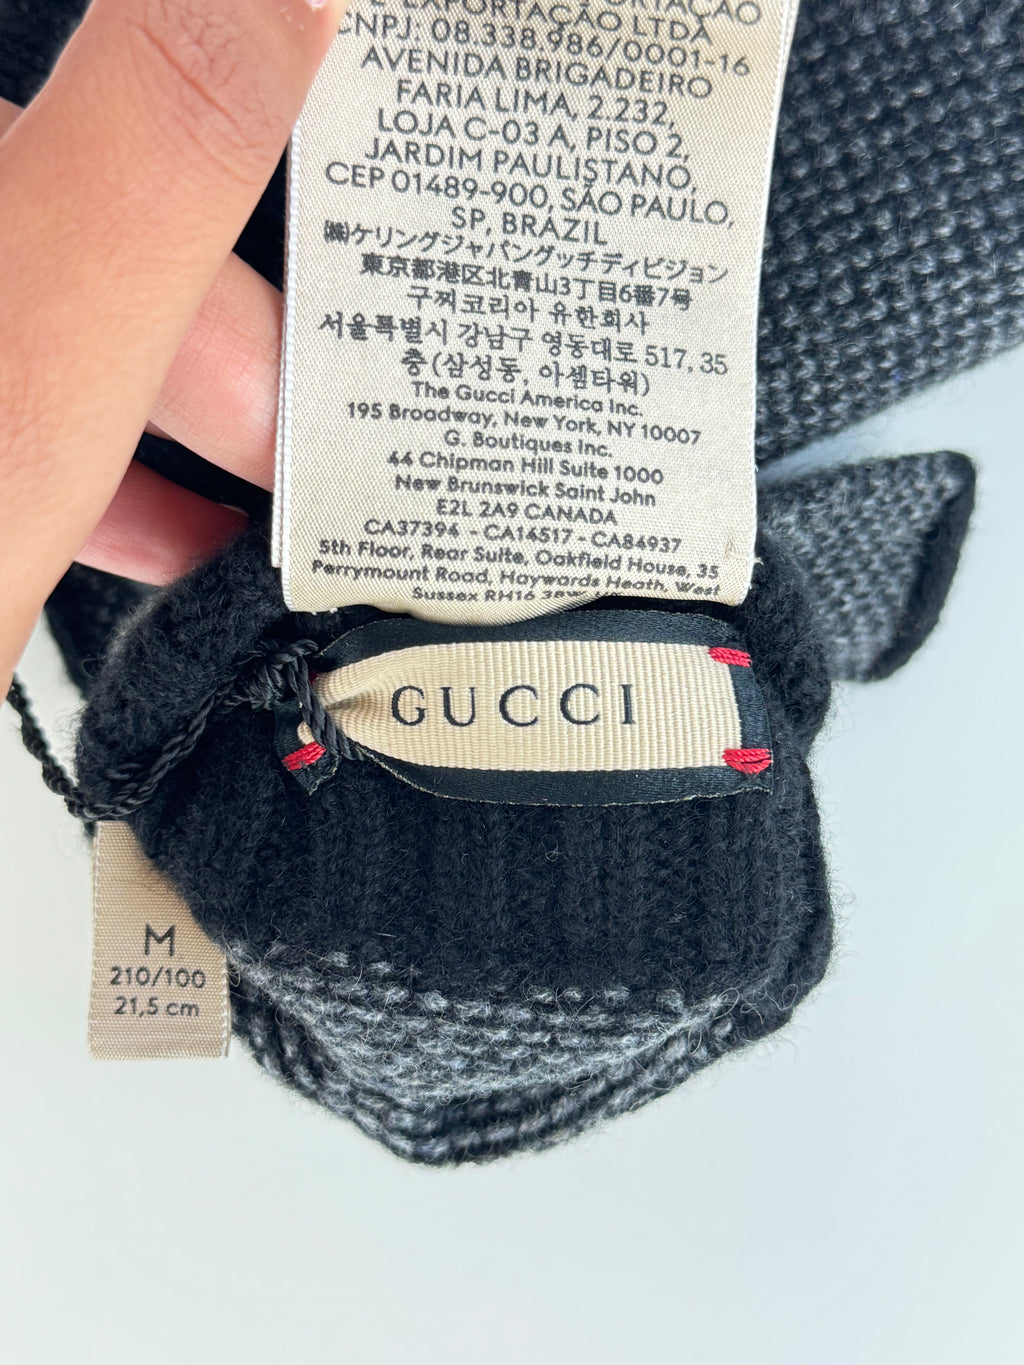 EXPORTAÇÃO LTDA
CNPJ: 08.338.986/0001-16
AVENIDA BRIGADEIRO
FARIA LIMA, 2.232,
LOJA C-03 A, PISO 2,
JARDIM PAULISTANO,
CEP 01489-900, SÃO PAULO,
SP, BRAZIL
㈱ケリングジャパングッチディビジョン
東京都港区北青山3丁目6番7号
구찌코리아 유한회사
서울특별시 강남구 영동대로 517, 35
층(삼성동, 아셈타워)
The Gucci America Inc.
195 Broadway, New York, NY 10007
G. Boutiques Inc.
44 Chipman Hill Suite 1000
New Brunswick Saint John
E2L 2A9 CANADA
CA37394 - CA14517 - CA84937
5th Floor, Rear Suite, Oakfield House, 35
Perrymount Road, Haywards Heath, West
Sussex RH16 3BW
GUCCI
M
210/100
21,5 cm